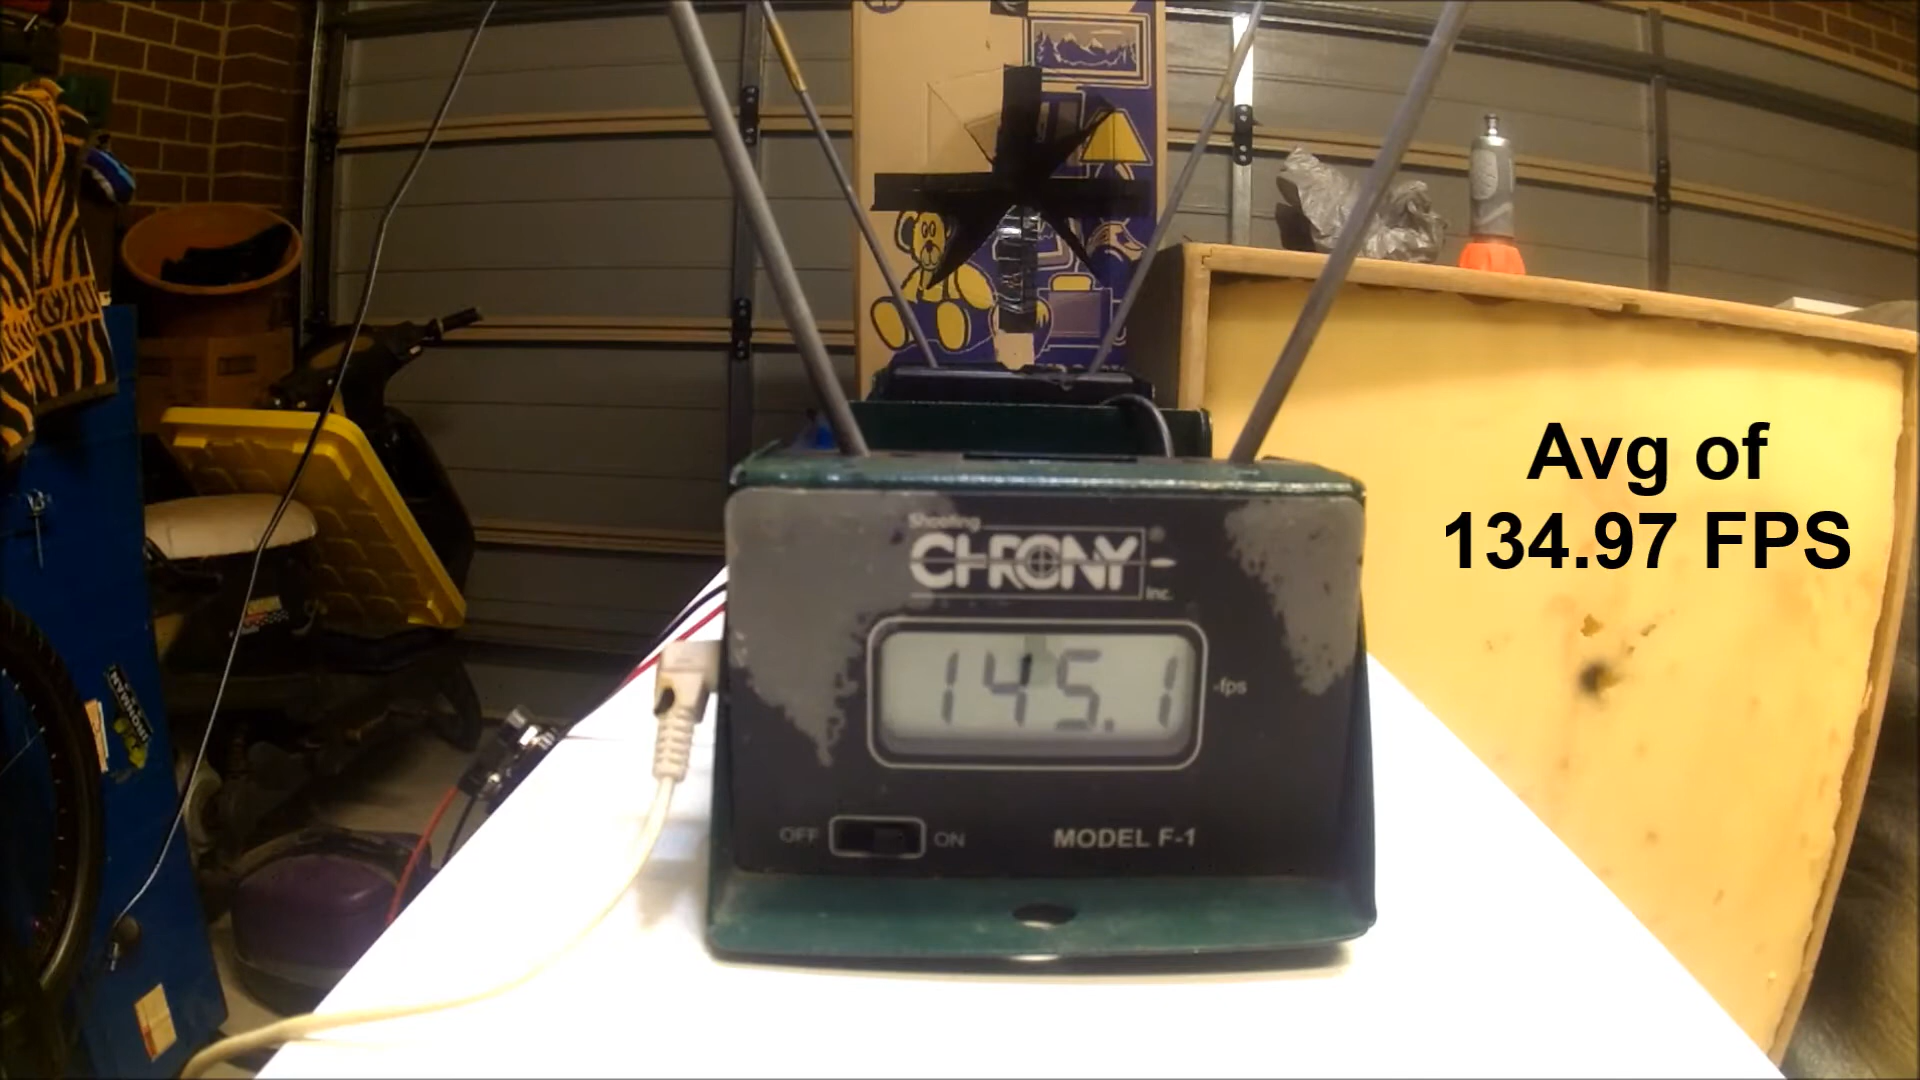 Avg of
134.97 FPS
Shooting
CHRONY®
Inc.
145.1
-fps
OFF ON MODEL F-1